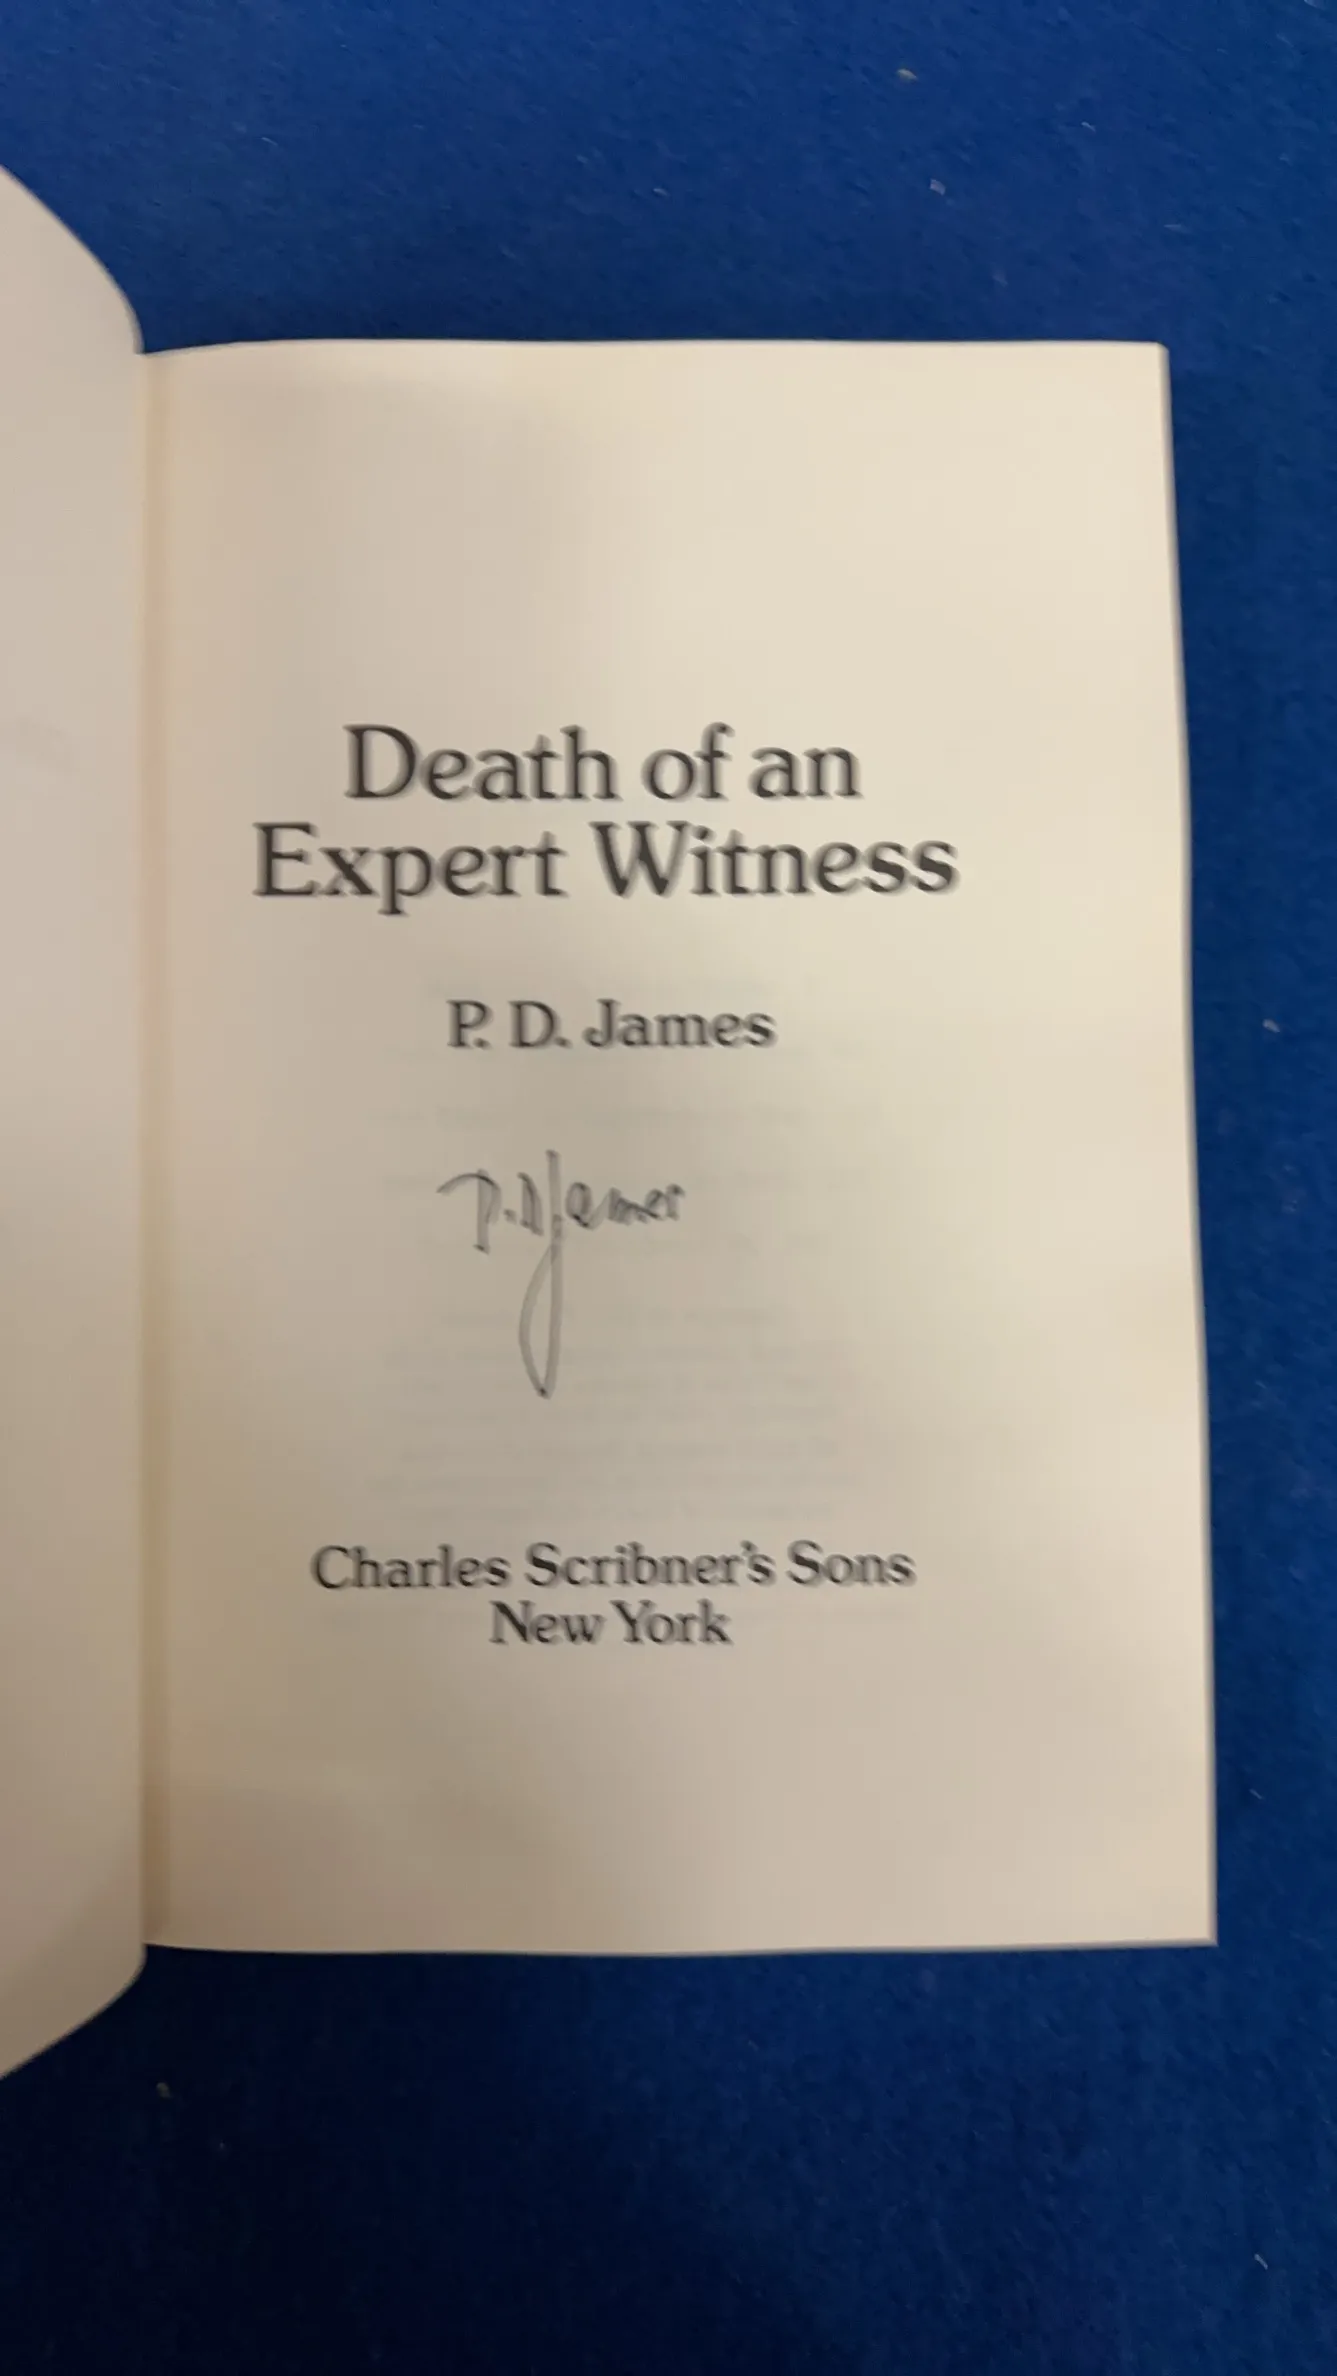 Death of an
Expert Witness
P. D. James
P.D. James
Charles Scribner's Sons
New York